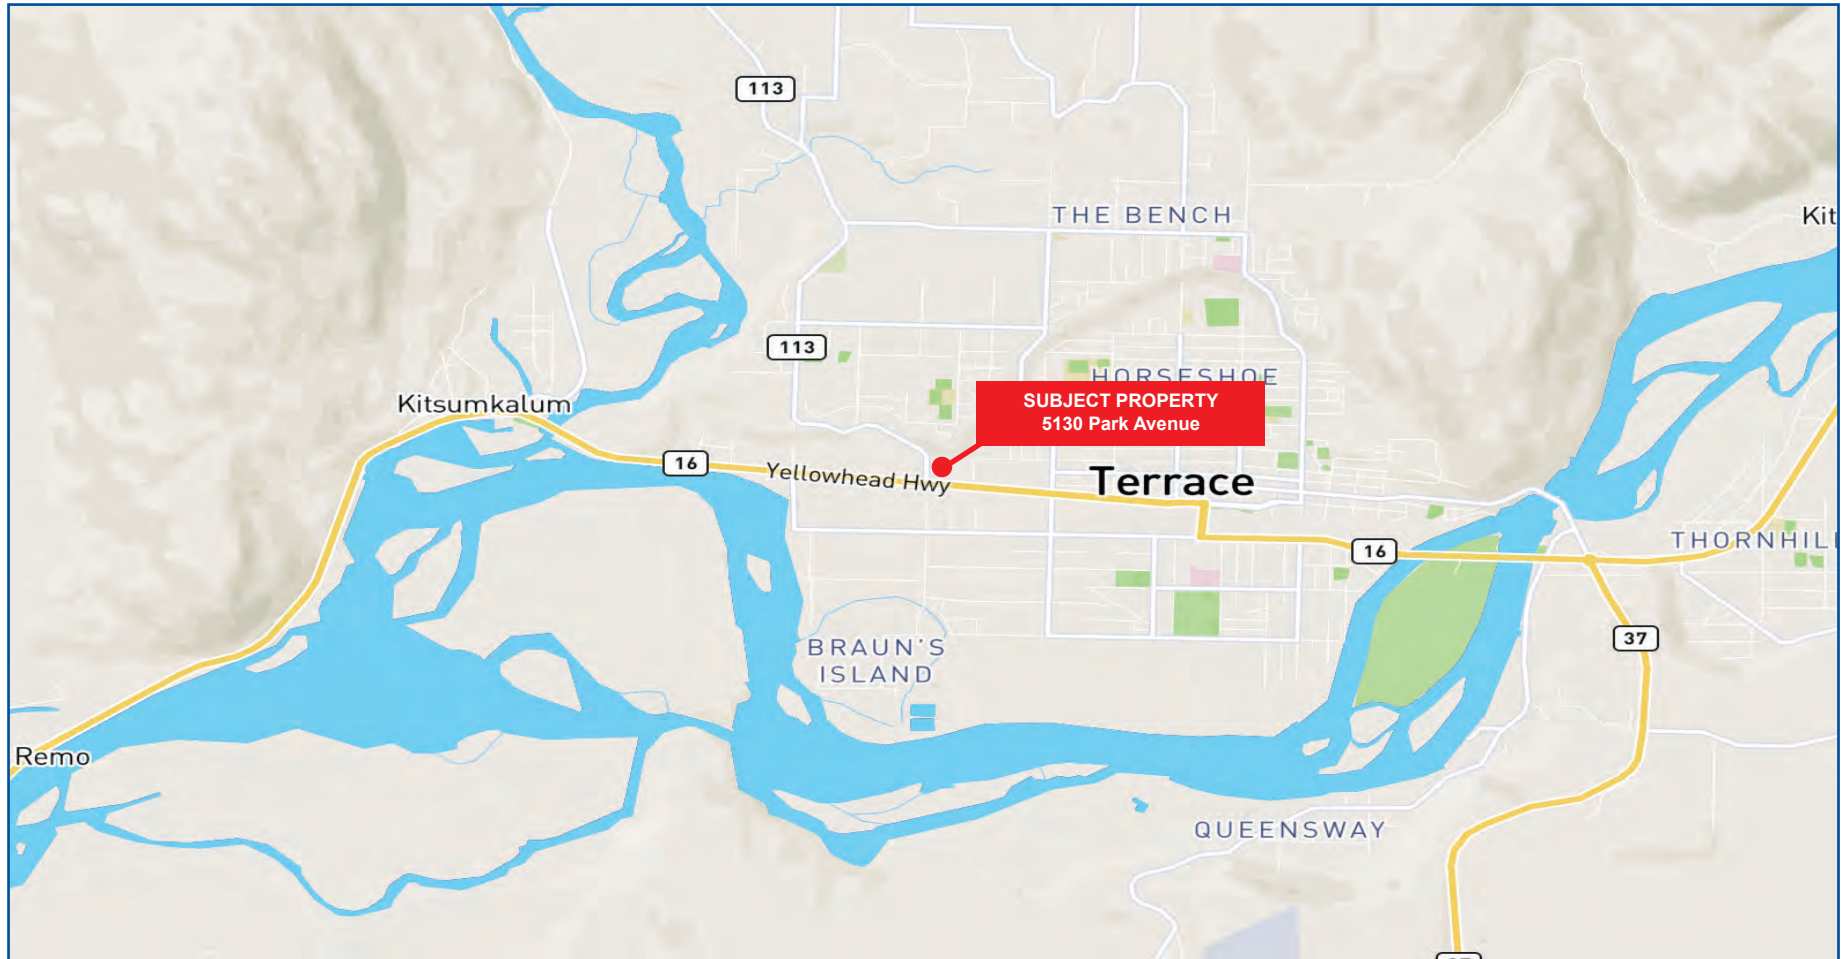 113
THE BENCH
Kit
113
HORSESHOE
Kitsumkalum
SUBJECT PROPERTY
5130 Park Avenue
16
Yellowhead Hwy
Terrace
16
THORNHILL
37
BRAUN'S
ISLAND
Remo
QUEENSWAY